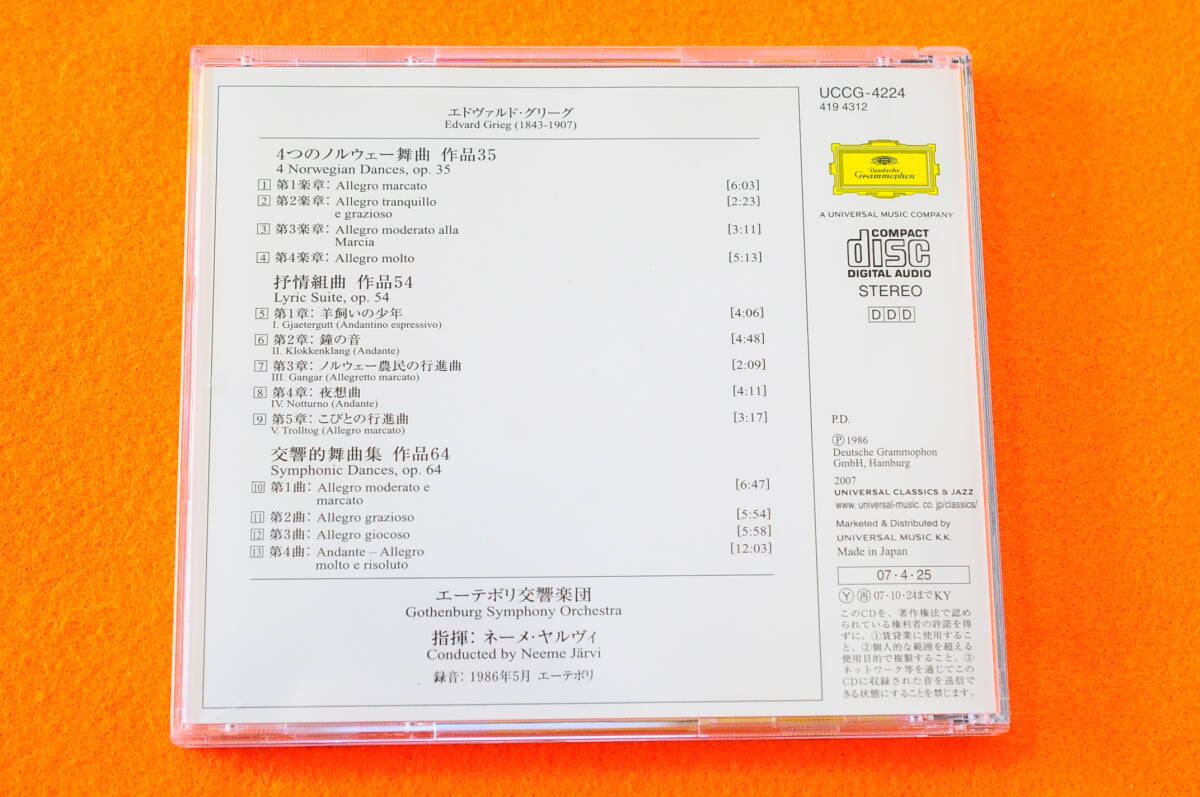 エドヴァルド・グリーグ
Edvard Grieg (1843-1907)
4つのノルウェー舞曲 作品35
4 Norwegian Dances, op. 35
1 第1楽章: Allegro marcato [6:03]
2 第2楽章: Allegro tranquillo [2:23]
e grazioso
3 第3楽章: Allegro moderato alla [3:11]
Marcia
4 第4楽章: Allegro molto [5:13]
抒情組曲 作品54
Lyric Suite, op. 54
5 第1章: 羊飼いの少年 [4:06]
I. Gjaetergutt (Andantino espressivo)
6 第2章: 鐘の音 [4:48]
II. Klokkenklang (Andante)
7 第3章: ノルウェー農民の行進曲 [2:09]
III. Gangar (Allegretto marcato)
8 第4章: 夜想曲 [4:11]
IV. Notturno (Andante)
9 第5章: こびとの行進曲 [3:17]
V. Trolltog (Allegro marcato)
交響的舞曲集 作品64
Symphonic Dances, op. 64
10 第1曲: Allegro moderato e [6:47]
marcato
11 第2曲: Allegro grazioso [5:54]
12 第3曲: Allegro giocoso [5:58]
13 第4曲: Andante – Allegro [12:03]
molto e risoluto
エーテボリ交響楽団
Gothenburg Symphony Orchestra
指揮: ネーメ・ヤルヴィ
Conducted by Neeme Järvi
録音: 1986年5月 エーテボリ
UCCG-4224
419 4312
Deutsche
Grammophon
A UNIVERSAL MUSIC COMPANY
COMPACT
disc
DIGITAL AUDIO
STEREO
DDD
P.D.
Ⓟ 1986
Deutsche Grammophon
GmbH, Hamburg
2007
UNIVERSAL CLASSICS & JAZZ
www. universal-music. co. jp/classics/
Marketed & Distributed by
UNIVERSAL MUSIC K.K.
Made in Japan
07・4・25
Ⓨ 再 07・10・24まで KY
このCDを、著作権法で認め
られている権利者の許諾を得
ずに、①賃貸業に使用するこ
と、②個人的な範囲を超える
使用目的で複製すること、③
ネットワーク等を通じてこの
CDに収録された音を送信で
きる状態にすることを禁じます。